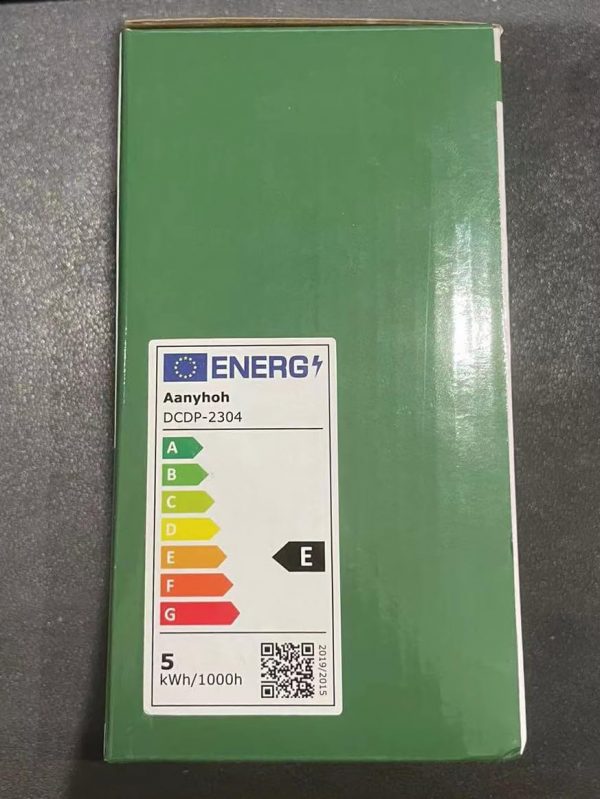 ENERG
Aanyhoh
DCDP-2304
A
B
C
D
E
E
F
G
5
kWh/1000h
2019/2015